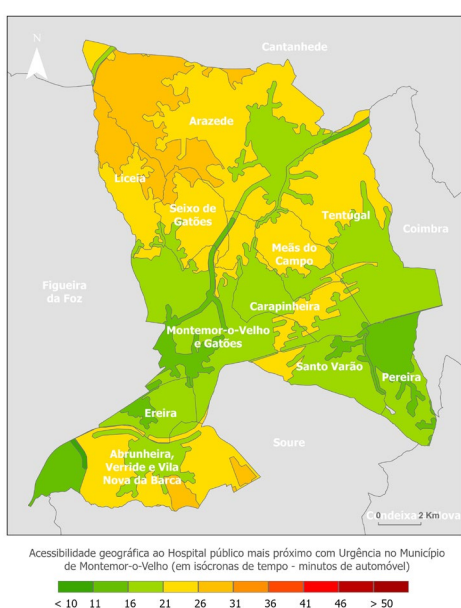 N
Cantanhede
Arazede
Liceia
Seixo de
Gatões
Tentúgal
Coimbra
Meãs do
Campo
Figueira
da Foz
Carapinheira
Montemor-o-Velho
e Gatões
Santo Varão
Pereira
Ereira
Soure
Abrunheira,
Verride e Vila
Nova da Barca
0 2 Km
Acessibilidade geográfica ao Hospital público mais próximo com Urgência no Município
de Montemor-o-Velho (em isócronas de tempo - minutos de automóvel)
< 10 11 16 21 26 31 36 41 46 > 50